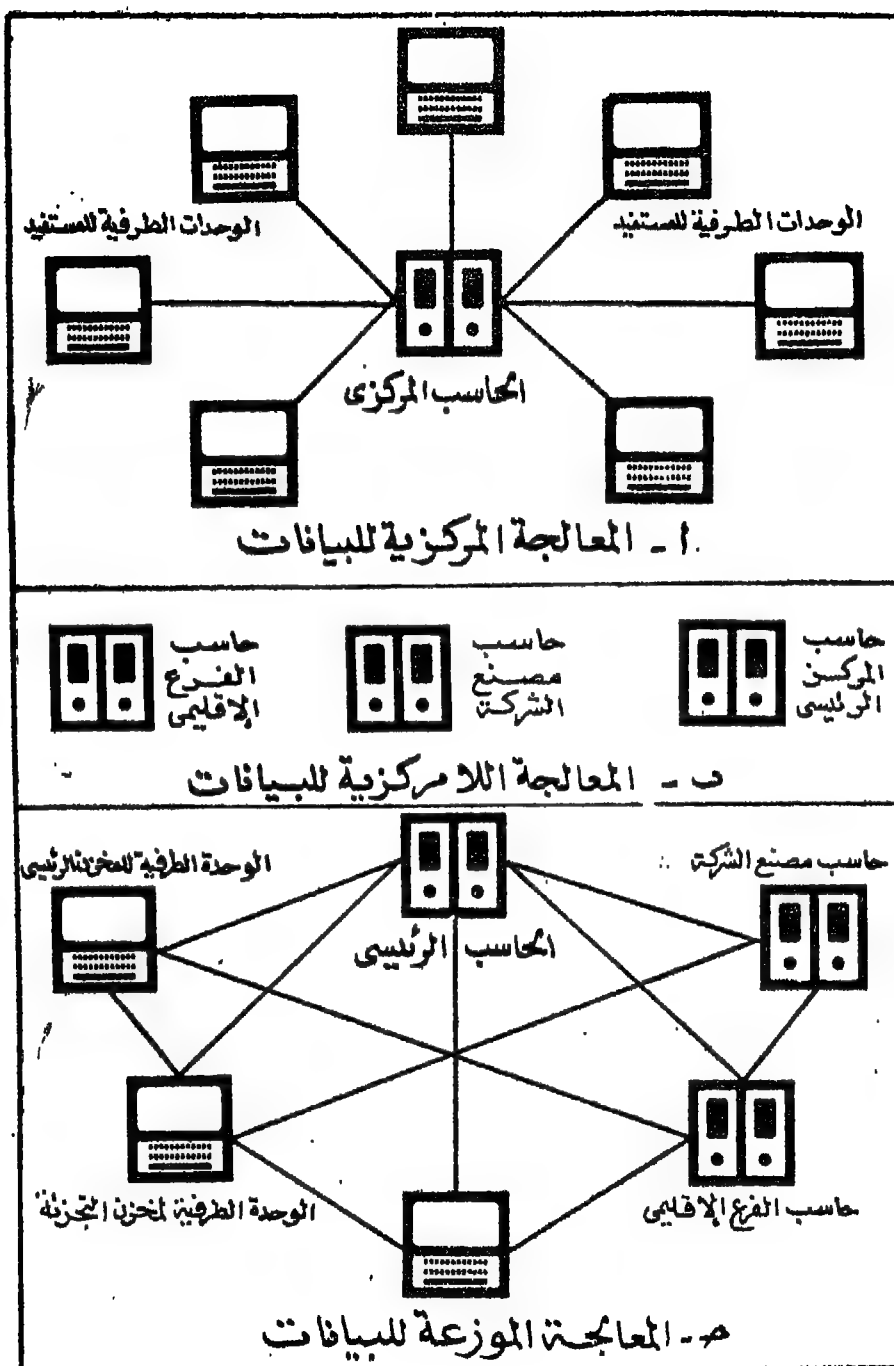 الوحدات الطرفية للمستفيد
الوحدات الطرفية للمستفيد
الحاسب المركزى
أ - المعالجة المركزية للبيانات
حاسب
المركز
الرئيسى
حاسب
مصنع
الشركة
حاسب
الفرع
الإقليمى
ب - المعالجة اللامركزية للبيانات
حاسب مصنع الشركة
الوحدة الطرفية للمخزن الرئيسى
الحاسب الرئيسى
حاسب الفرع الإقليمى
الوحدة الطرفية لمخزن التجزئة
حـ - المعالجة الموزعة للبيانات